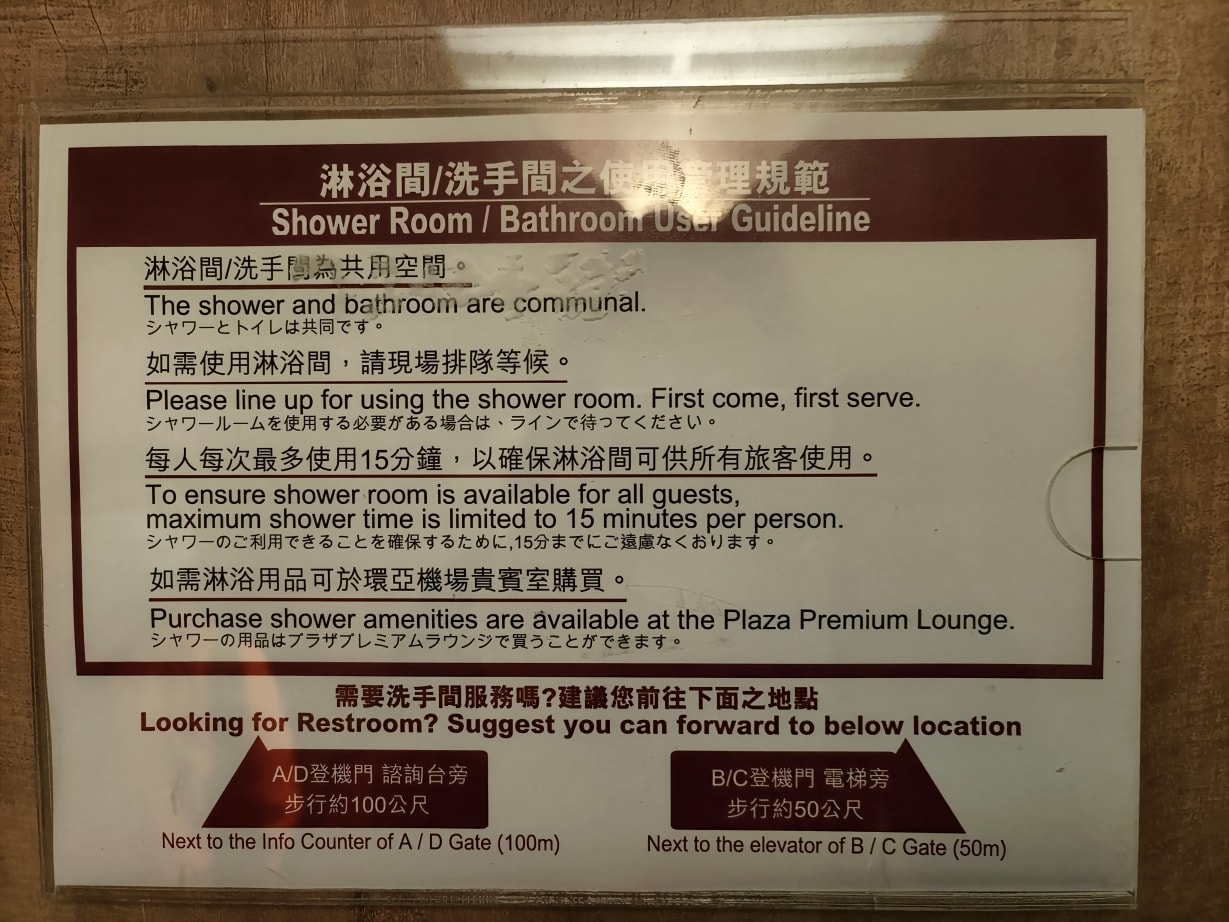 淋浴間/洗手間之使用管理規範
Shower Room / Bathroom User Guideline
淋浴間/洗手間為共用空間。
The shower and bathroom are communal.
シャワーとトイレは共同です。
如需使用淋浴間，請現場排隊等候。
Please line up for using the shower room. First come, first serve.
シャワールームを使用する必要がある場合は、ラインで待ってください。
每人每次最多使用15分鐘，以確保淋浴間可供所有旅客使用。
To ensure shower room is available for all guests,
maximum shower time is limited to 15 minutes per person.
シャワーのご利用できることを確保するために,15分までにご遠慮なくおります。
如需淋浴用品可於環亞機場貴賓室購買。
Purchase shower amenities are available at the Plaza Premium Lounge.
シャワーの用品はプラザプレミアムラウンジで買うことができます。
需要洗手間服務嗎?建議您前往下面之地點
Looking for Restroom? Suggest you can forward to below location
A/D登機門 諮詢台旁
步行約100公尺
Next to the Info Counter of A / D Gate (100m)
B/C登機門 電梯旁
步行約50公尺
Next to the elevator of B / C Gate (50m)